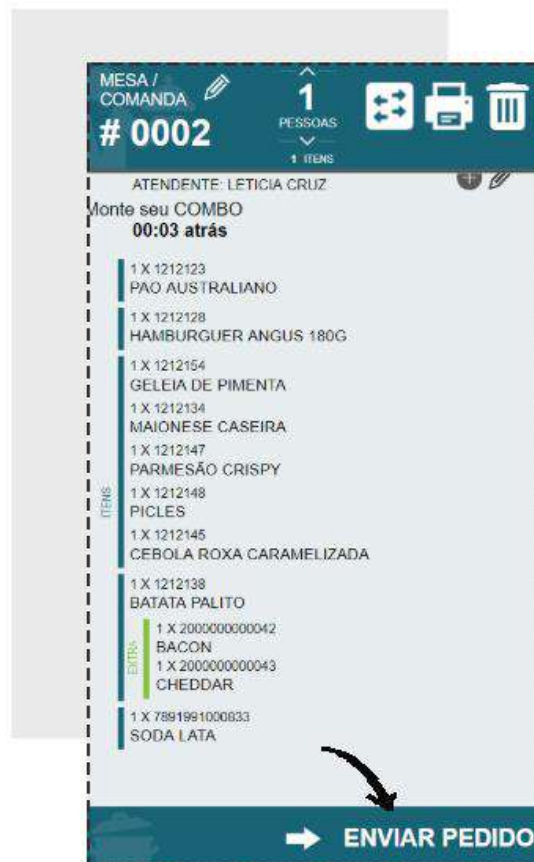 MESA /
COMANDA
# 0002
1
PESSOAS
1 ITENS
ATENDENTE: LETICIA CRUZ
Monte seu COMBO
00:03 atrás
ITENS
1 X 1212123
PAO AUSTRALIANO
1 X 1212128
HAMBURGUER ANGUS 180G
1 X 1212154
GELEIA DE PIMENTA
1 X 1212134
MAIONESE CASEIRA
1 X 1212147
PARMESÃO CRISPY
1 X 1212148
PICLES
1 X 1212145
CEBOLA ROXA CARAMELIZADA
1 X 1212138
BATATA PALITO
EXTRA
1 X 2000000000042
BACON
1 X 2000000000043
CHEDDAR
1 X 7891991000833
SODA LATA
ENVIAR PEDIDO